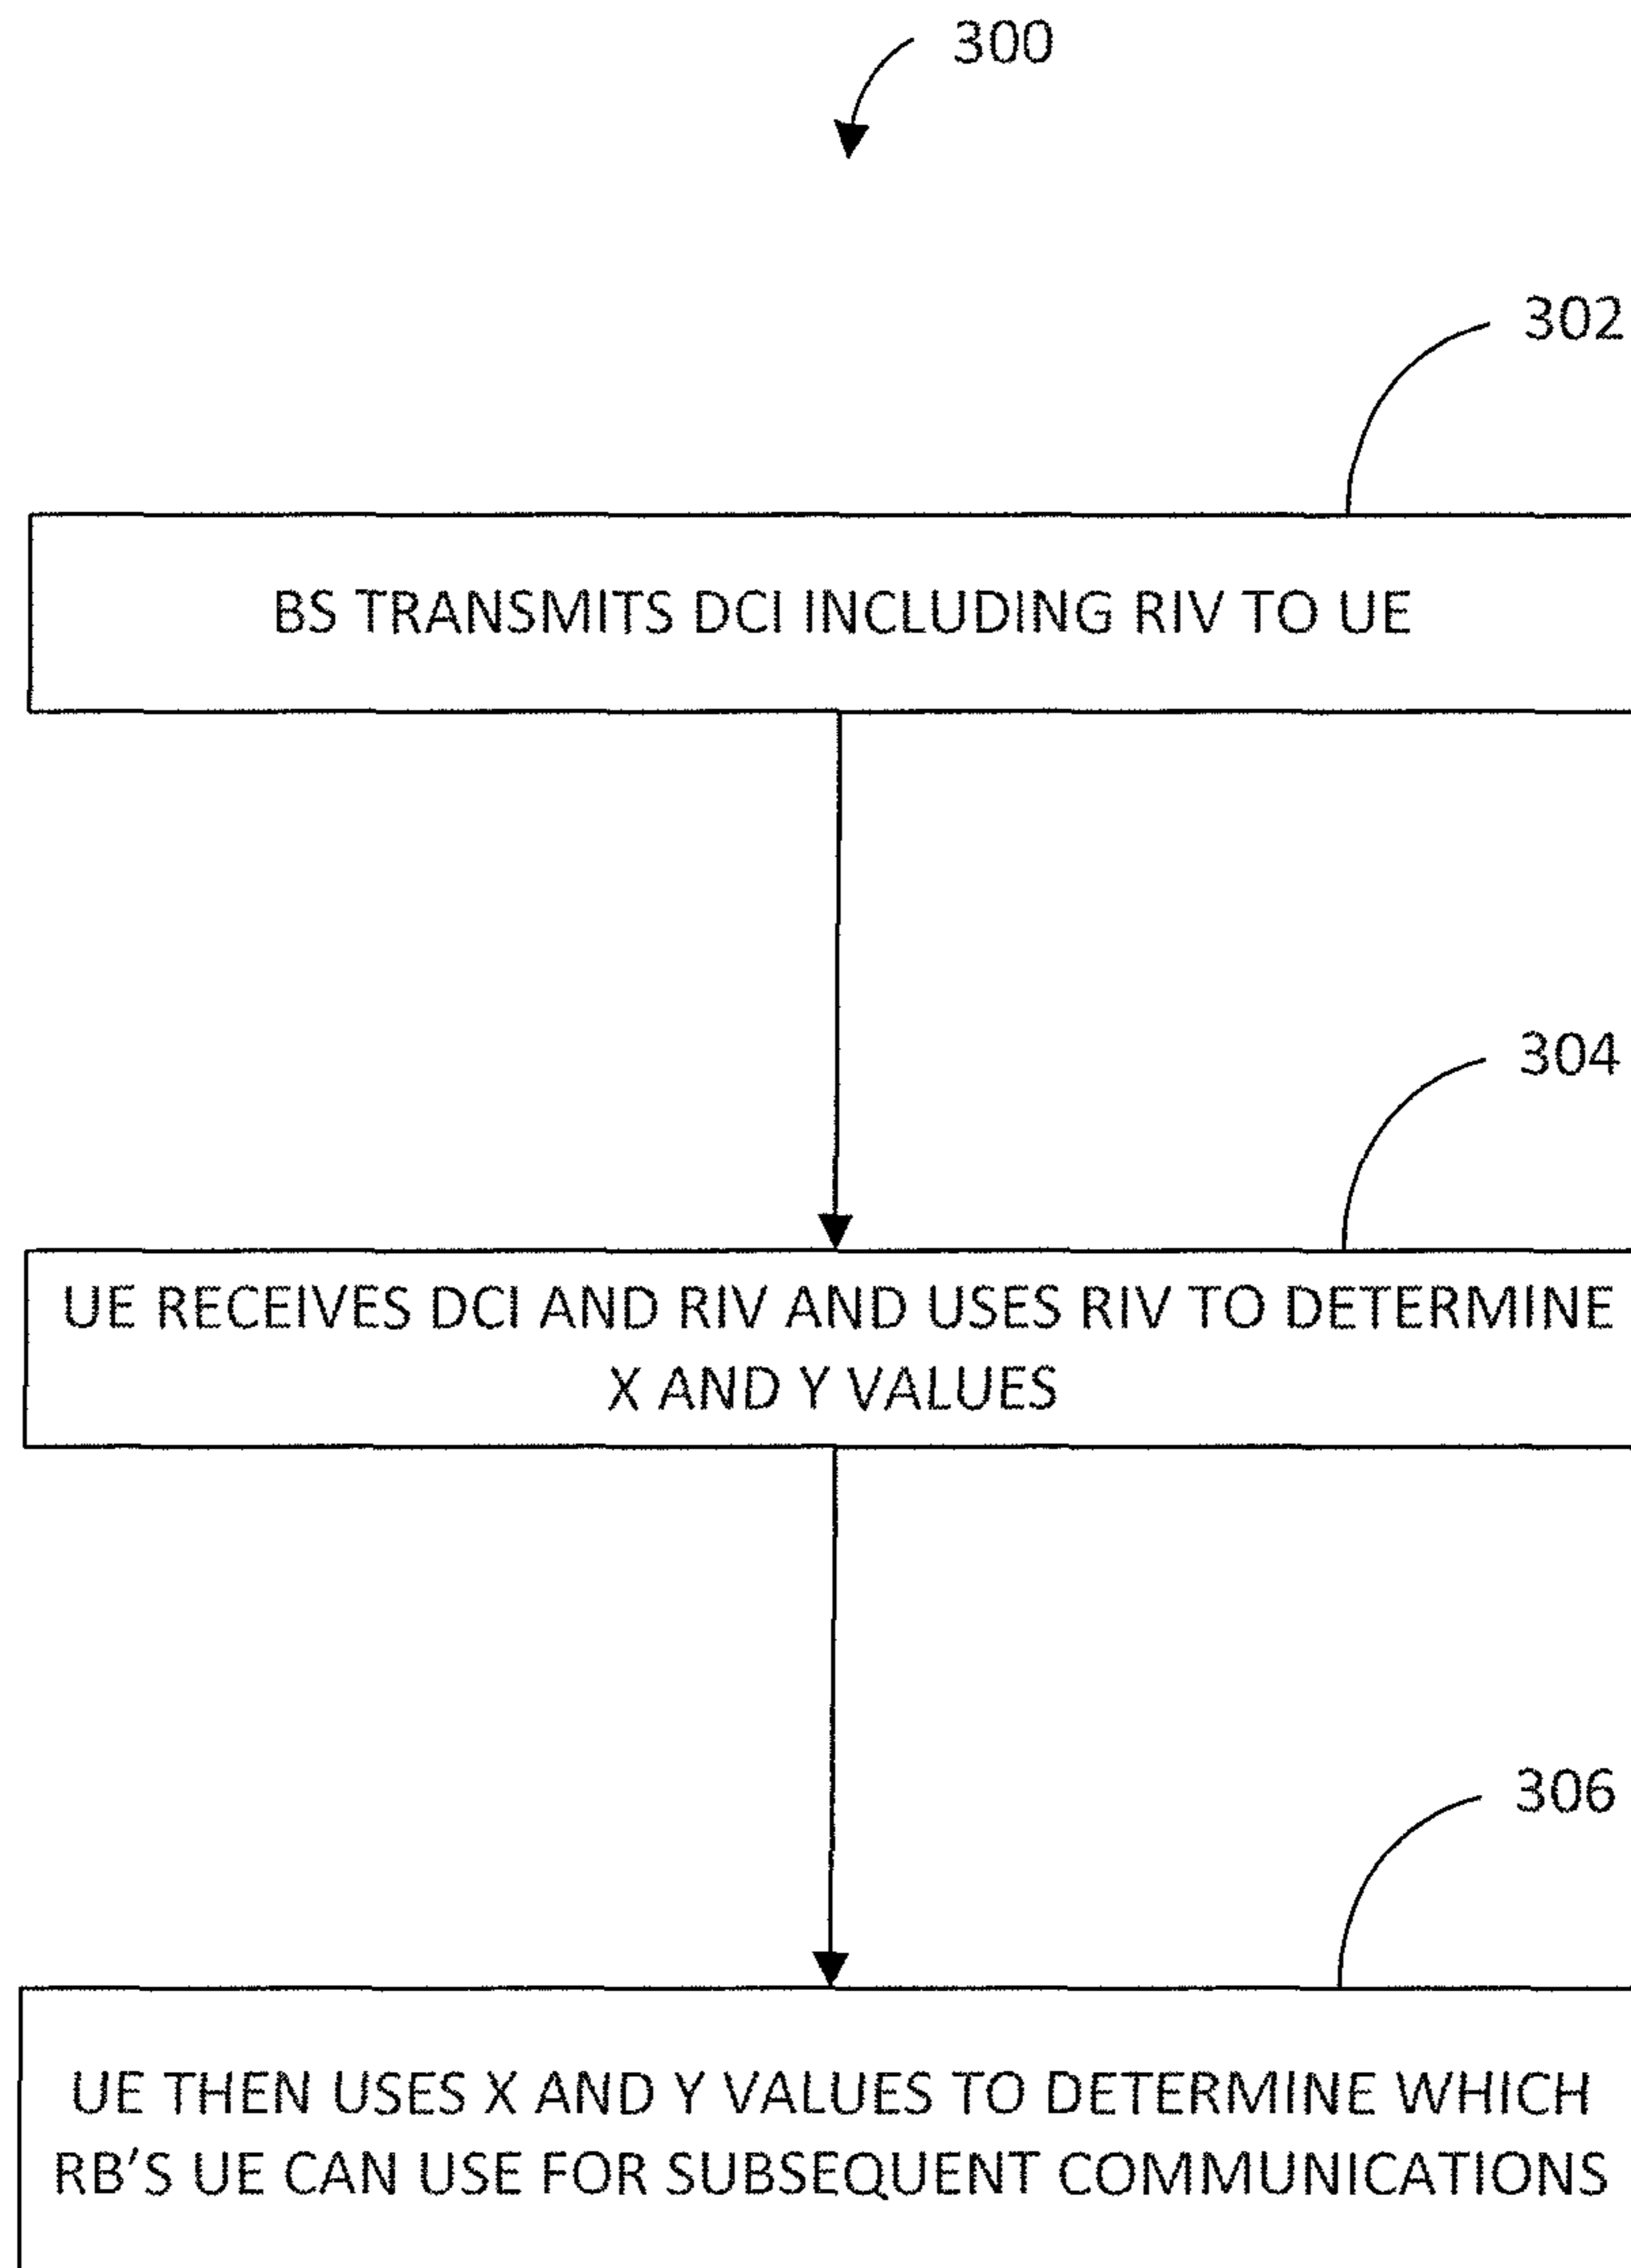 300
302
BS TRANSMITS DCI INCLUDING RIV TO UE
304
UE RECEIVES DCI AND RIV AND USES RIV TO DETERMINE
X AND Y VALUES
306
UE THEN USES X AND Y VALUES TO DETERMINE WHICH
RB'S UE CAN USE FOR SUBSEQUENT COMMUNICATIONS